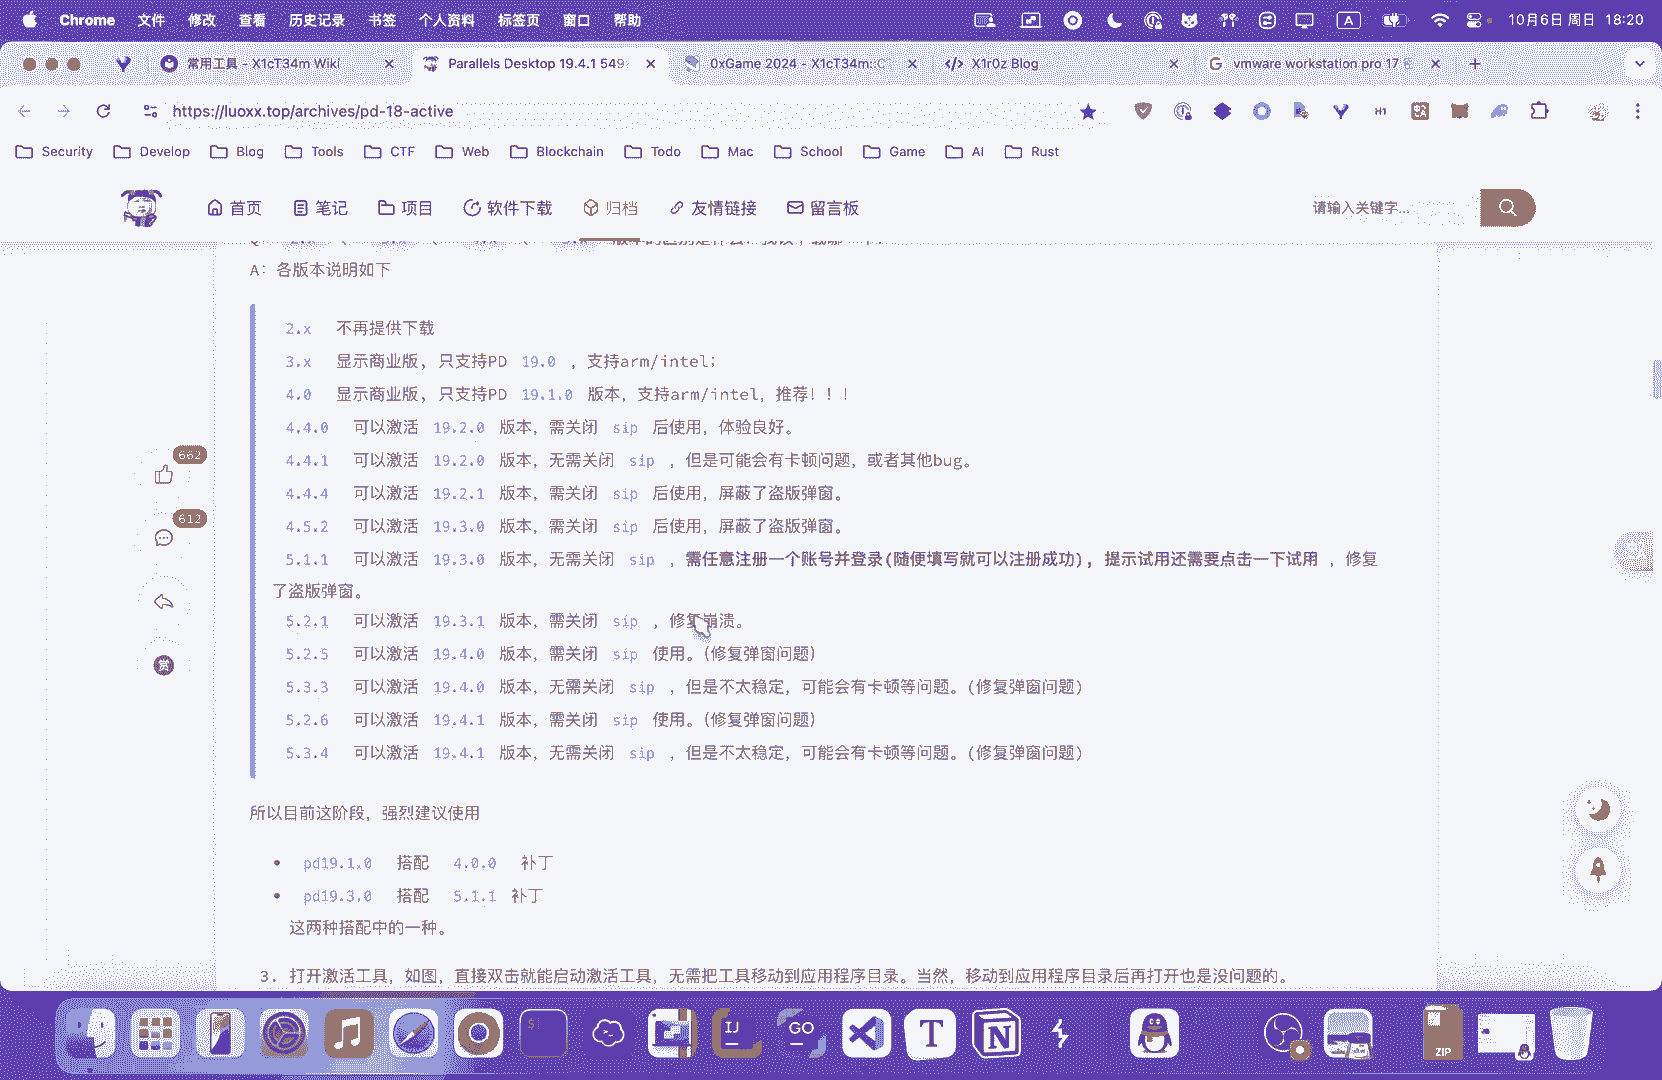 Chrome 文件 修改 查看 历史记录 书签 个人资料 标签页 窗口 帮助 A 10月6日 周日 18:20
常用工具 - X1cT34m Wiki Parallels Desktop 19.4.1 549 0xGame 2024 - X1cT34m::C X1r0z Blog vmware workstation pro 17
https://luoxx.top/archives/pd-18-active
Security Develop Blog Tools CTF Web Blockchain Todo Mac School Game AI Rust
首页 笔记 项目 软件下载 归档 友情链接 留言板 请输入关键字...
A: 各版本说明如下
2.x 不再提供下载
3.x 显示商业版, 只支持PD 19.0 , 支持arm/intel;
4.0 显示商业版, 只支持PD 19.1.0 版本, 支持arm/intel, 推荐!!!
4.4.0 可以激活 19.2.0 版本, 需关闭 sip 后使用, 体验良好。
4.4.1 可以激活 19.2.0 版本, 无需关闭 sip , 但是可能会有卡顿问题, 或者其他bug。
4.4.4 可以激活 19.2.1 版本, 需关闭 sip 后使用, 屏蔽了盗版弹窗。
4.5.2 可以激活 19.3.0 版本, 需关闭 sip 后使用, 屏蔽了盗版弹窗。
5.1.1 可以激活 19.3.0 版本, 无需关闭 sip , 需任意注册一个账号并登录(随便填写就可以注册成功), 提示试用还需要点击一下试用 , 修复
了盗版弹窗。
5.2.1 可以激活 19.3.1 版本, 需关闭 sip , 修复崩溃。
5.2.5 可以激活 19.4.0 版本, 需关闭 sip 使用。(修复弹窗问题)
5.3.3 可以激活 19.4.0 版本, 无需关闭 sip , 但是不太稳定, 可能会有卡顿等问题。(修复弹窗问题)
5.2.6 可以激活 19.4.1 版本, 需关闭 sip 使用。(修复弹窗问题)
5.3.4 可以激活 19.4.1 版本, 无需关闭 sip , 但是不太稳定, 可能会有卡顿等问题。(修复弹窗问题)
662
612
赏
所以目前这阶段, 强烈建议使用
• pd19.1.0 搭配 4.0.0 补丁
• pd19.3.0 搭配 5.1.1 补丁
这两种搭配中的一种。
3. 打开激活工具, 如图, 直接双击就能启动激活工具, 无需把工具移动到应用程序目录。当然, 移动到应用程序目录后再打开也是没问题的。
$| IJ GO T N ZIP